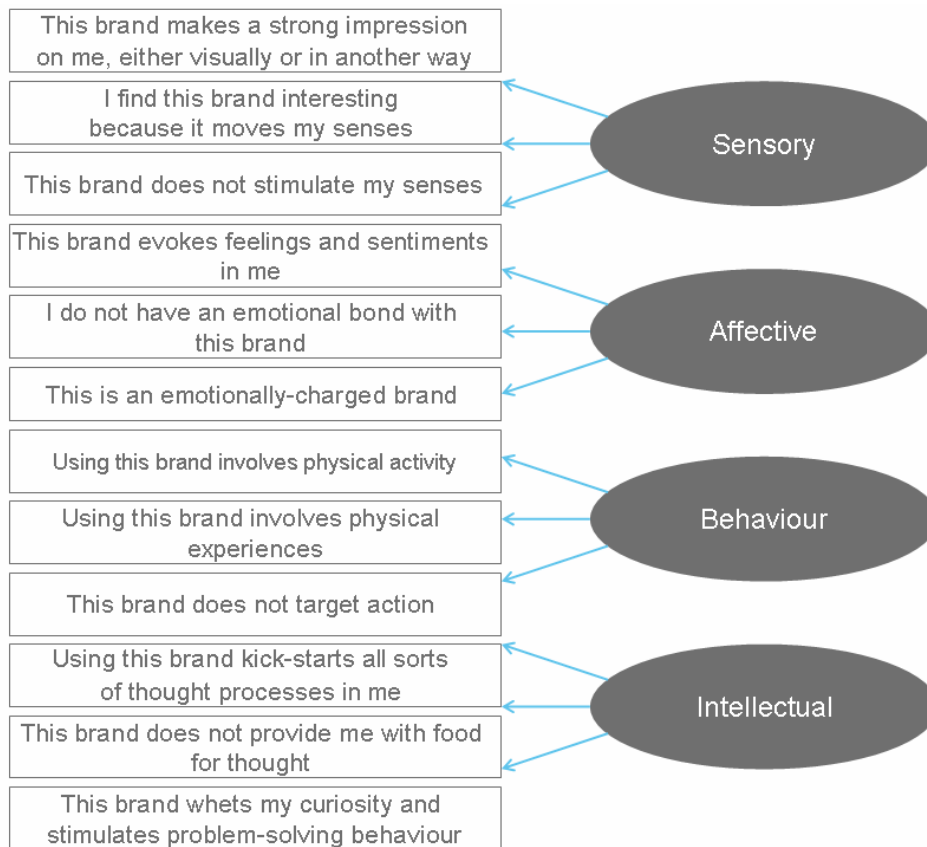 This brand makes a strong impression
on me, either visually or in another way
I find this brand interesting
because it moves my senses
This brand does not stimulate my senses
Sensory
This brand evokes feelings and sentiments
in me
I do not have an emotional bond with
this brand
This is an emotionally-charged brand
Affective
Using this brand involves physical activity
Using this brand involves physical
experiences
This brand does not target action
Behaviour
Using this brand kick-starts all sorts
of thought processes in me
This brand does not provide me with food
for thought
This brand whets my curiosity and
stimulates problem-solving behaviour
Intellectual